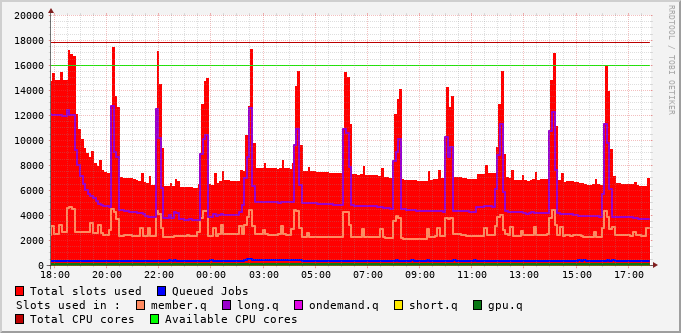 20000
18000
16000
14000
12000
10000
8000
6000
4000
2000
0
18:00 20:00 22:00 00:00 03:00 05:00 07:00 09:00 11:00 13:00 15:00 17:00
Total slots used Queued Jobs
Slots used in : member.q long.q ondemand.q short.q gpu.q
Total CPU cores Available CPU cores
RRDTOOL / TOBI OETIKER